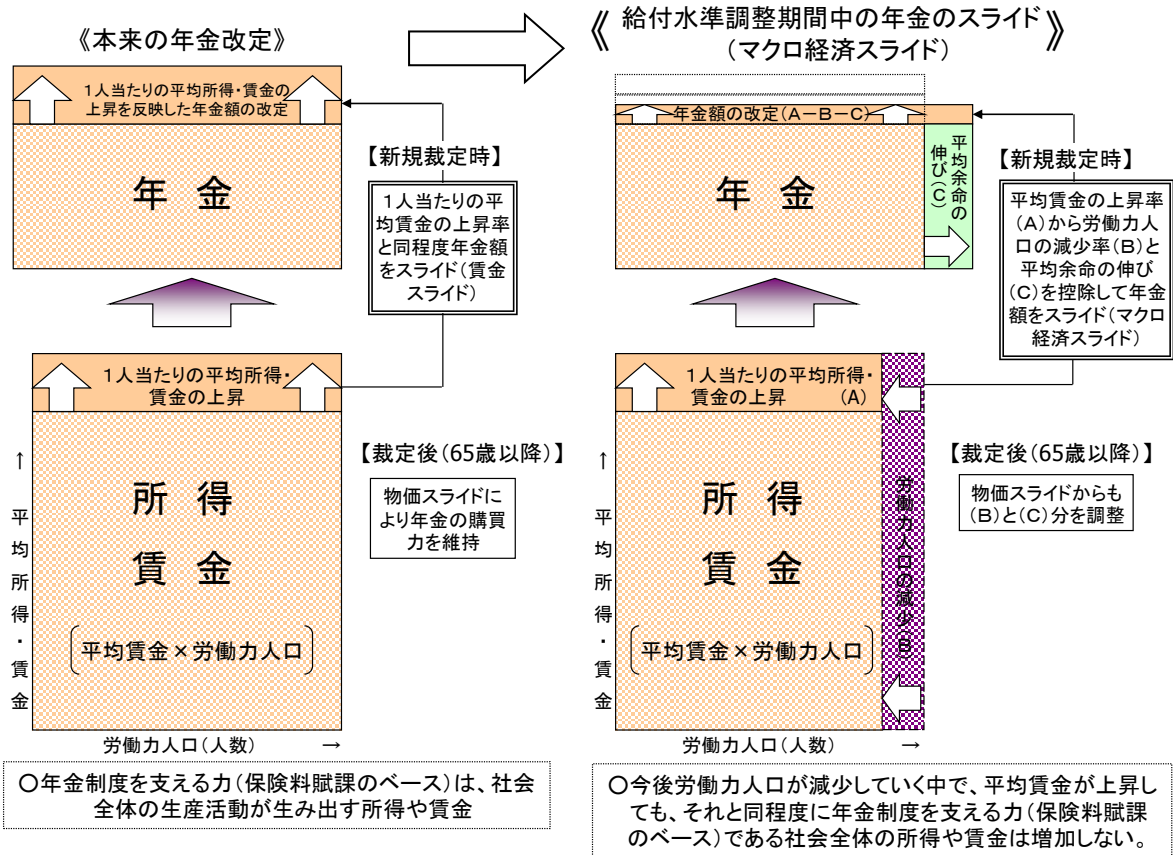 《本来の年金改定》
1人当たりの平均所得・賃金の
上昇を反映した年金額の改定
年 金
【新規裁定時】
1人当たりの平
均賃金の上昇率
と同程度年金額
をスライド(賃金
スライド)
1人当たりの平均所得・
賃金の上昇
↑
平均所得・賃金
所 得
賃 金
平均賃金×労働力人口
労働力人口(人数) →
【裁定後(65歳以降)】
物価スライドに
より年金の購買
力を維持
○年金制度を支える力(保険料賦課のベース)は、社会
全体の生産活動が生み出す所得や賃金
《 給付水準調整期間中の年金のスライド 》
(マクロ経済スライド)
年金額の改定(A-B-C)
年 金
平均余命の
伸び(C)
【新規裁定時】
平均賃金の上昇率
(A)から労働力人
口の減少率(B)と
平均余命の伸び
(C)を控除して年金
額をスライド(マクロ
経済スライド)
1人当たりの平均所得・
賃金の上昇 (A)
↑
平均所得・賃金
所 得
賃 金
平均賃金×労働力人口
労働力人口の減少B
労働力人口(人数) →
【裁定後(65歳以降)】
物価スライドからも
(B)と(C)分を調整
○今後労働力人口が減少していく中で、平均賃金が上昇し
ても、それと同程度に年金制度を支える力(保険料賦課
のベース)である社会全体の所得や賃金は増加しない。